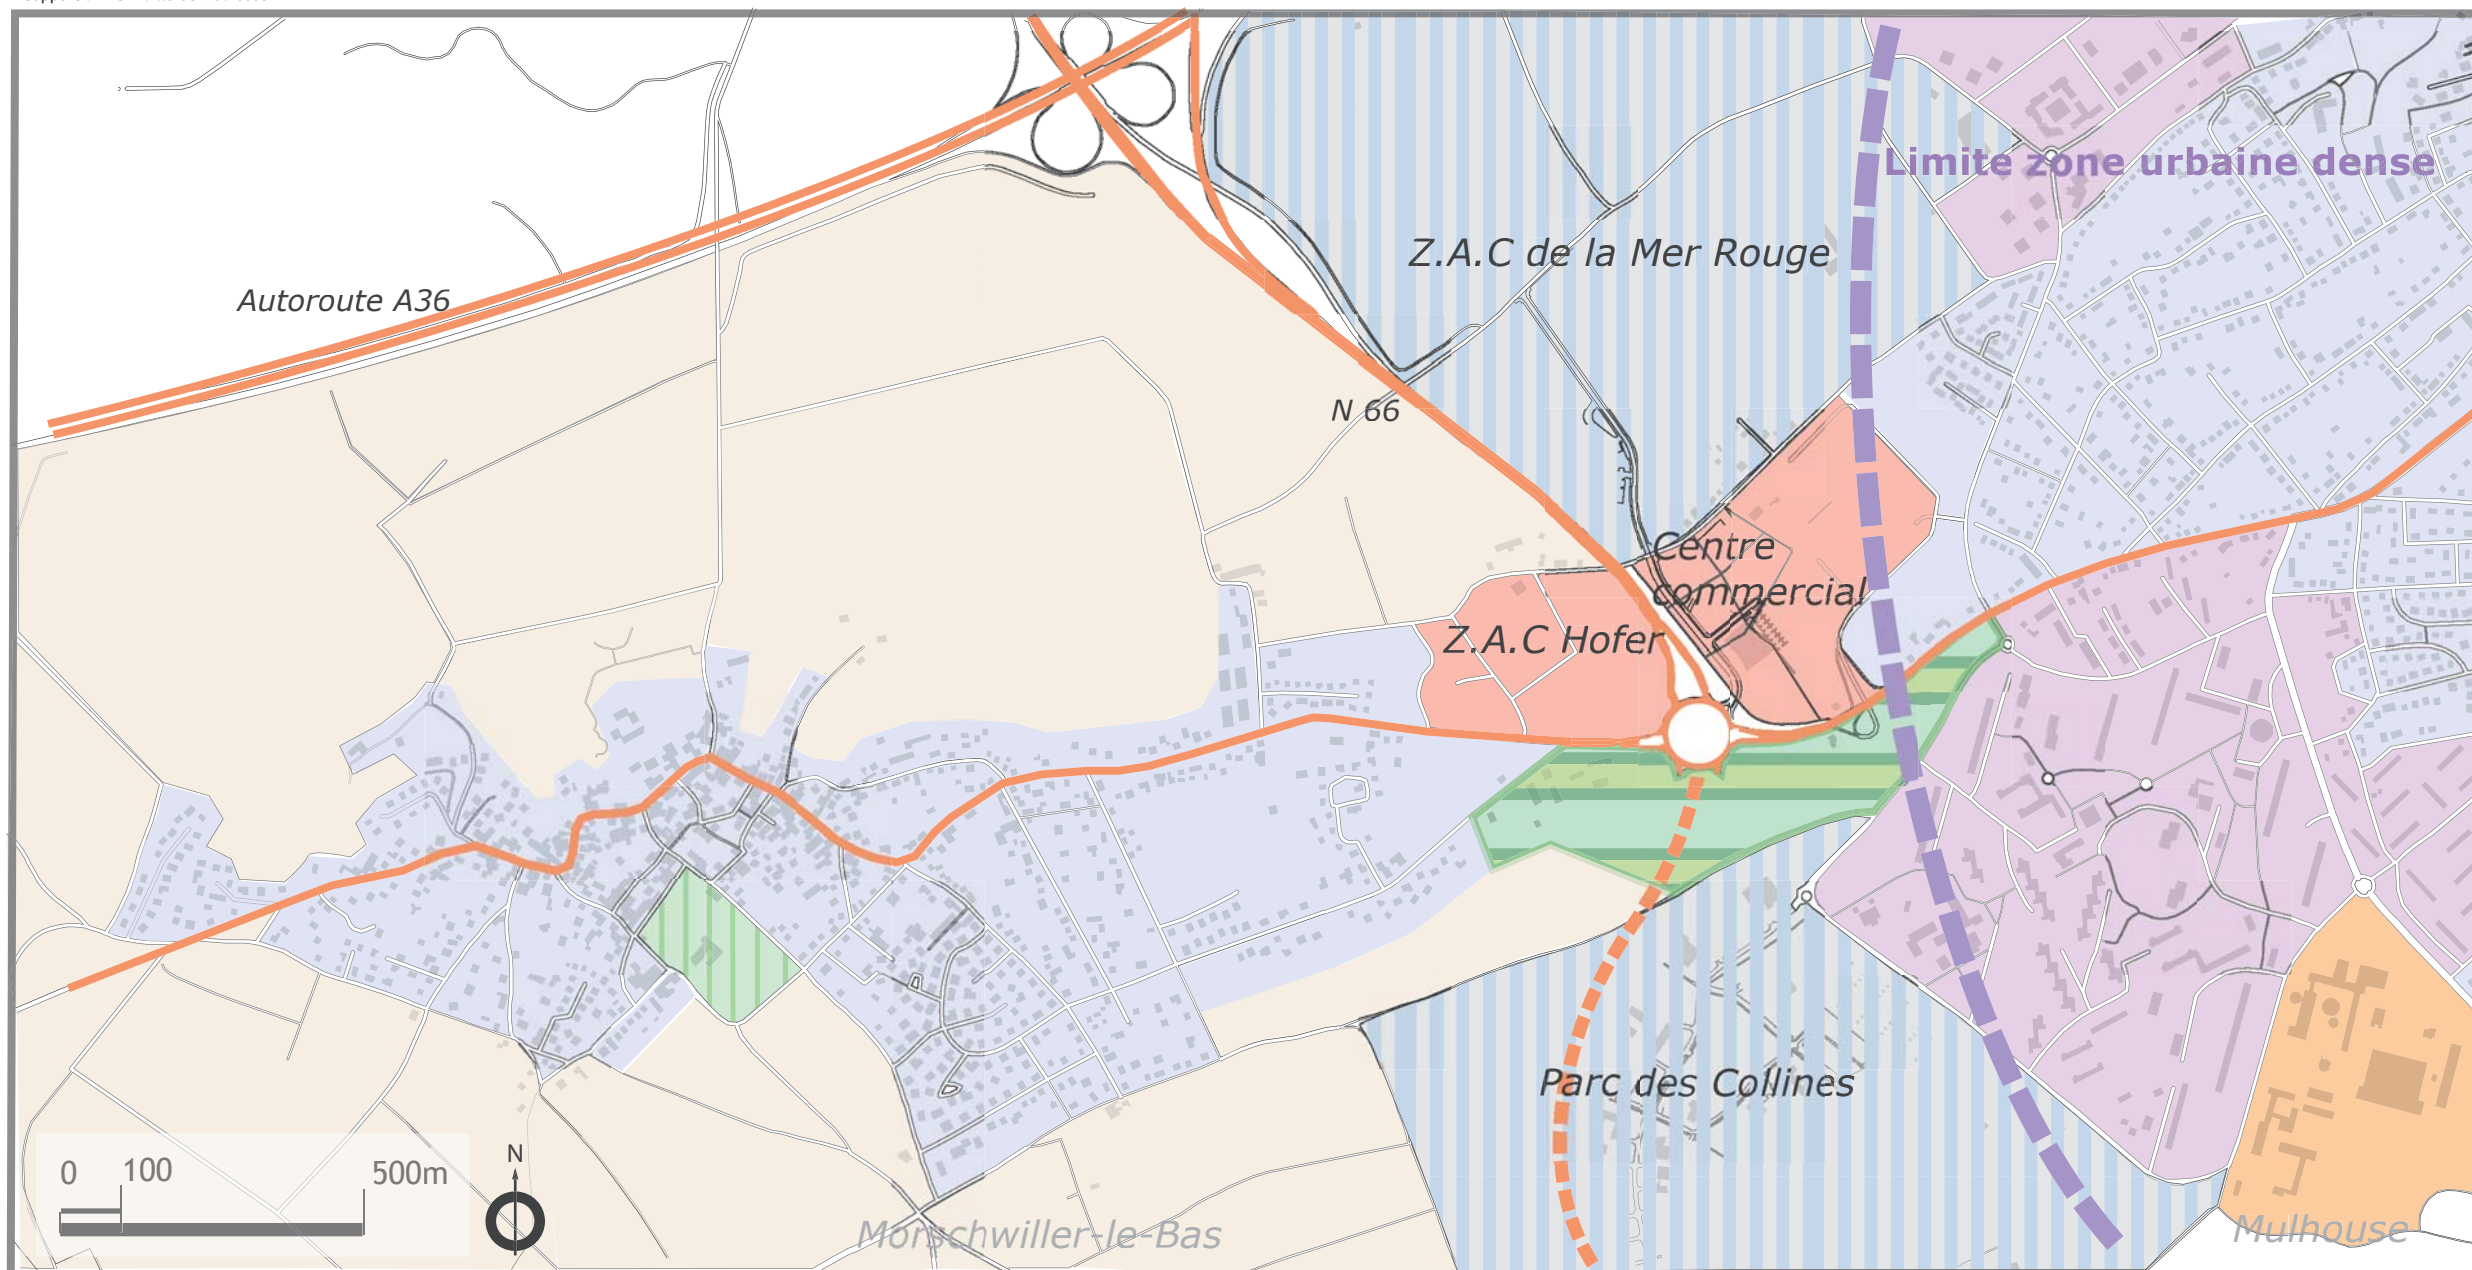 Limite zone urbaine dense
Z.A.C de la Mer Rouge
Autoroute A36
N 66
Centre
commercial
Z.A.C Hofer
Parc des Collines
0 100 500m
N
Morschwiller-le-Bas
Mulhouse